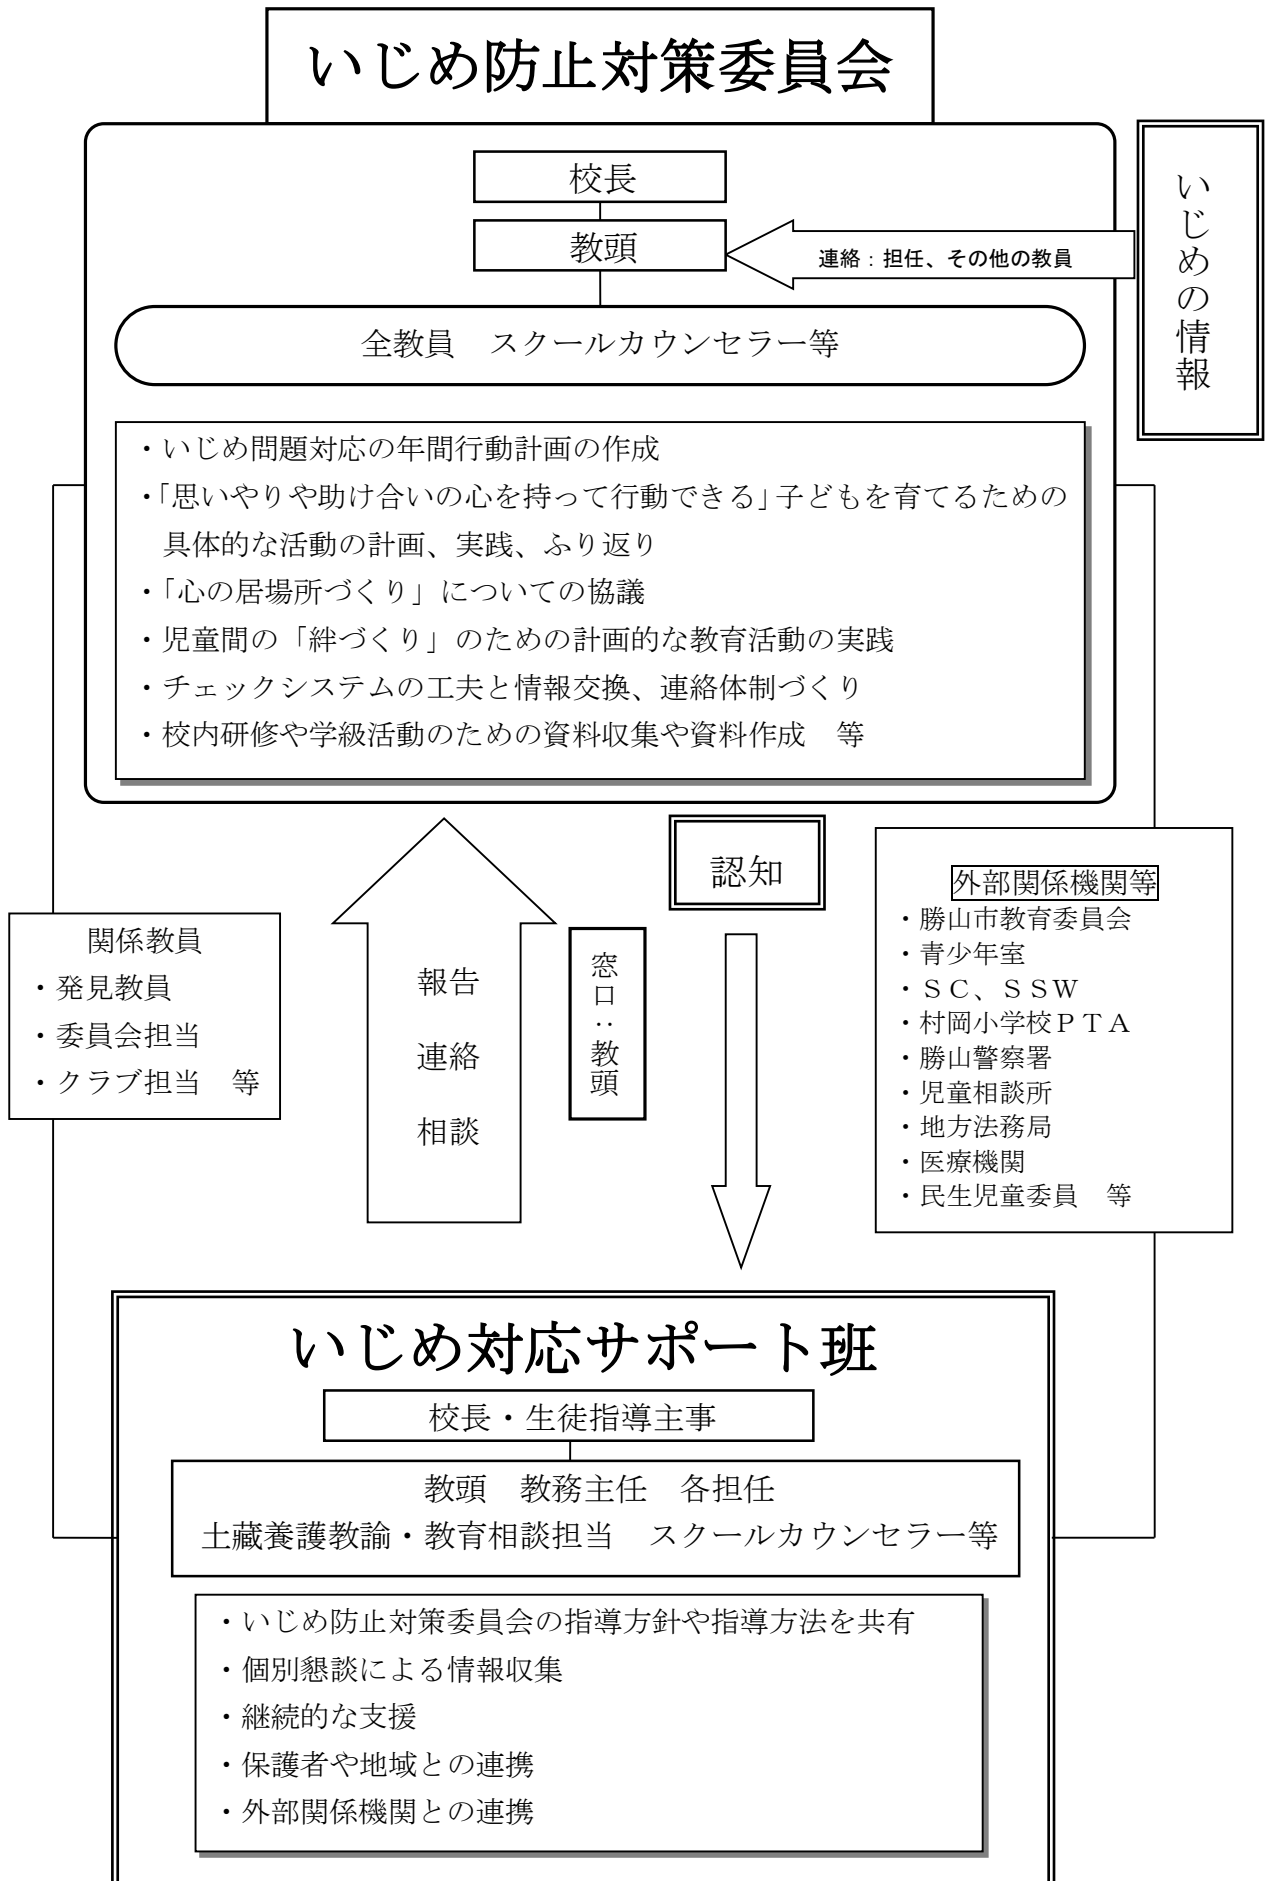 いじめ防止対策委員会
校長
教頭
連絡：担任、その他の教員
いじめの情報
全教員　スクールカウンセラー等
・いじめ問題対応の年間行動計画の作成
・「思いやりや助け合いの心を持って行動できる」子どもを育てるための
具体的な活動の計画、実践、ふり返り
・「心の居場所づくり」についての協議
・児童間の「絆づくり」のための計画的な教育活動の実践
・チェックシステムの工夫と情報交換、連絡体制づくり
・校内研修や学級活動のための資料収集や資料作成　等
認知
関係教員
・発見教員
・委員会担当
・クラブ担当　等
報告
連絡
相談
窓口：教頭
外部関係機関等
・勝山市教育委員会
・青少年室
・ＳＣ、ＳＳＷ
・村岡小学校ＰＴＡ
・勝山警察署
・児童相談所
・地方法務局
・医療機関
・民生児童委員　等
いじめ対応サポート班
校長・生徒指導主事
教頭　教務主任　各担任
土藏養護教諭・教育相談担当　スクールカウンセラー等
・いじめ防止対策委員会の指導方針や指導方法を共有
・個別懇談による情報収集
・継続的な支援
・保護者や地域との連携
・外部関係機関との連携